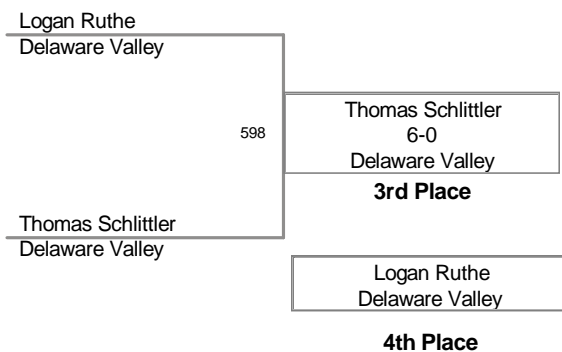 Logan Ruthe
Delaware Valley
598
Thomas Schlittler
6-0
Delaware Valley
3rd Place
Thomas Schlittler
Delaware Valley
Logan Ruthe
Delaware Valley
4th Place